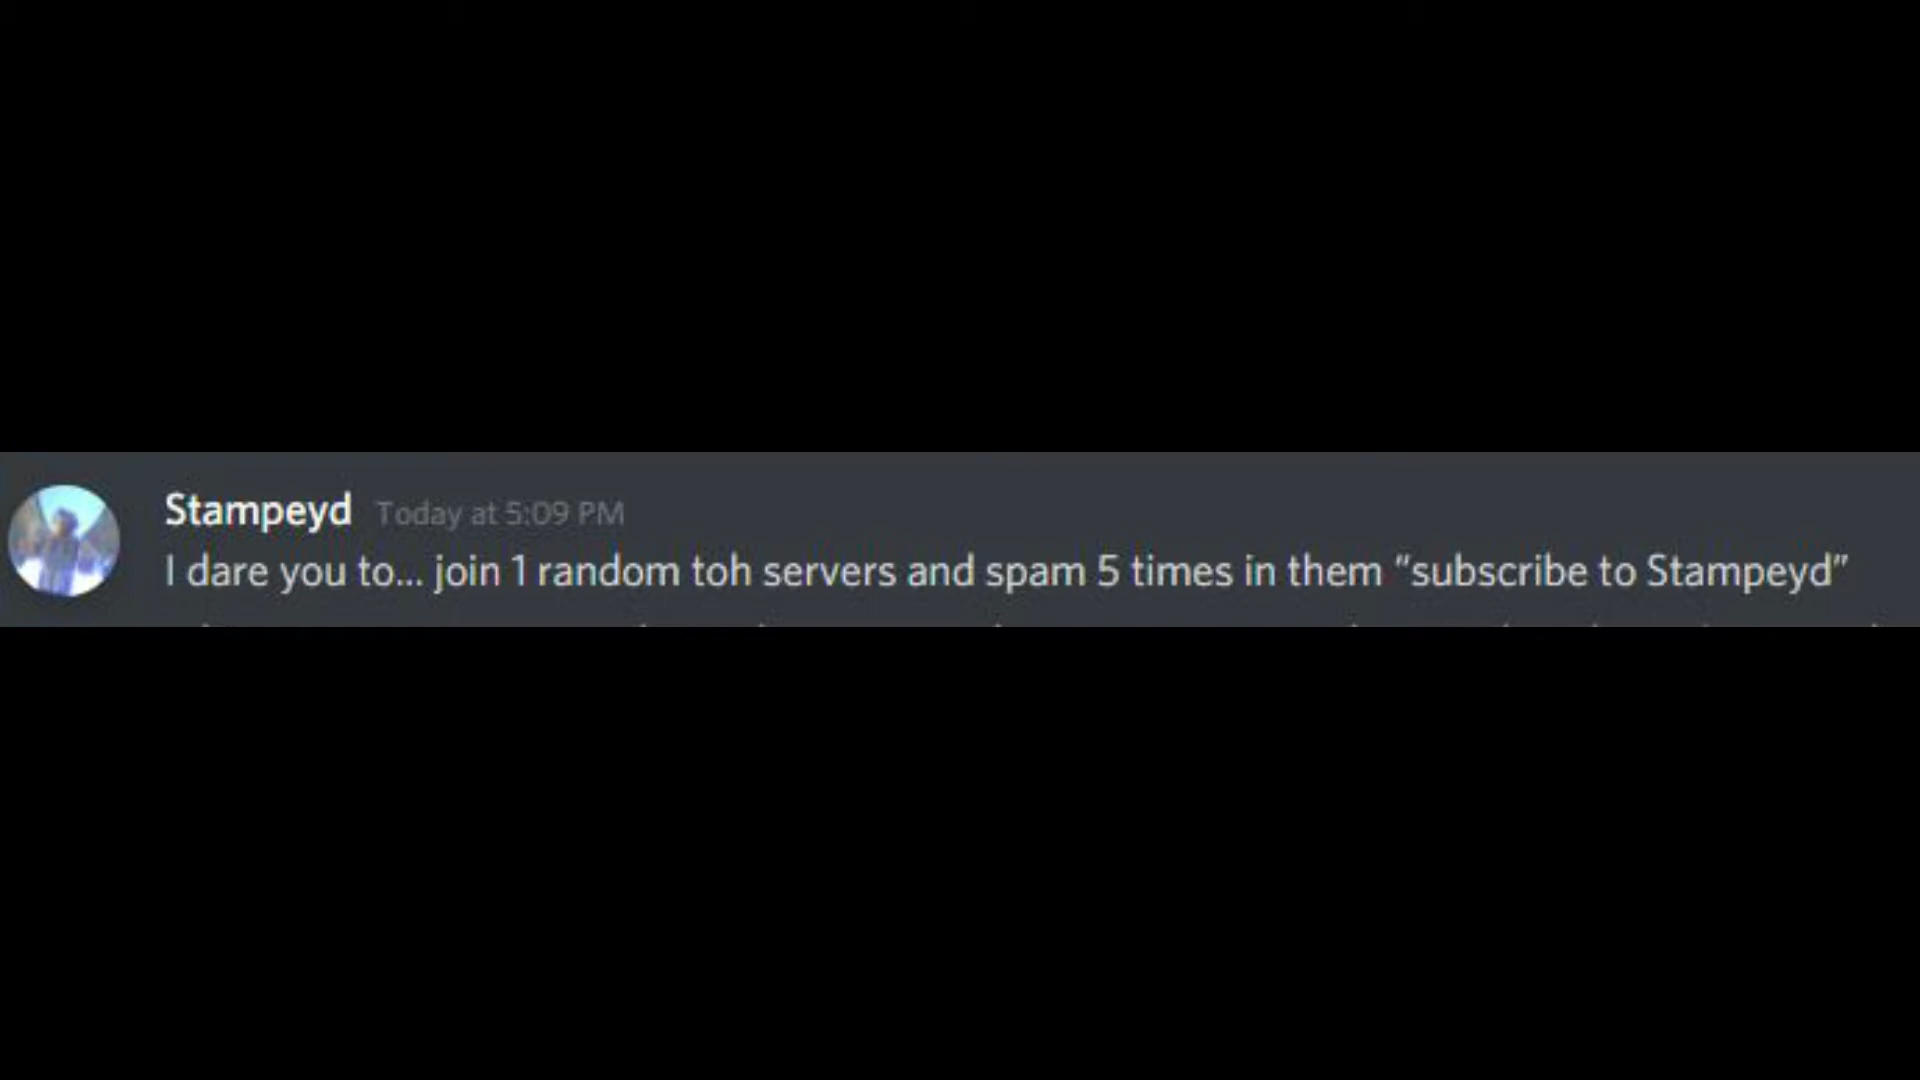 Stampeyd Today at 5:09 PM
I dare you to... join 1 random toh servers and spam 5 times in them “subscribe to Stampeyd”